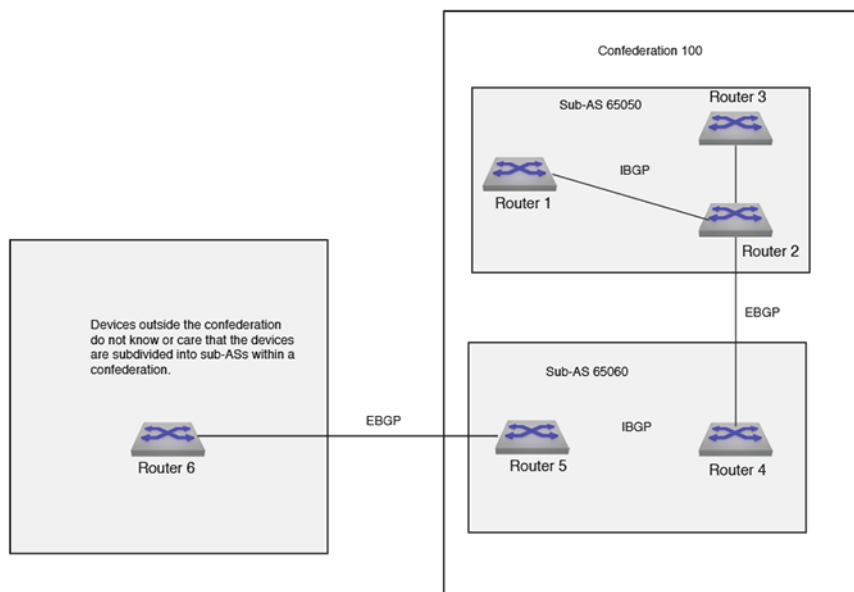 Confederation 100
Sub-AS 65050
Router 3
IBGP
Router 1
Router 2
EBGP
Devices outside the confederation
do not know or care that the devices
are subdivided into sub-ASs within a
confederation.
Sub-AS 65060
EBGP
IBGP
Router 6
Router 5
Router 4